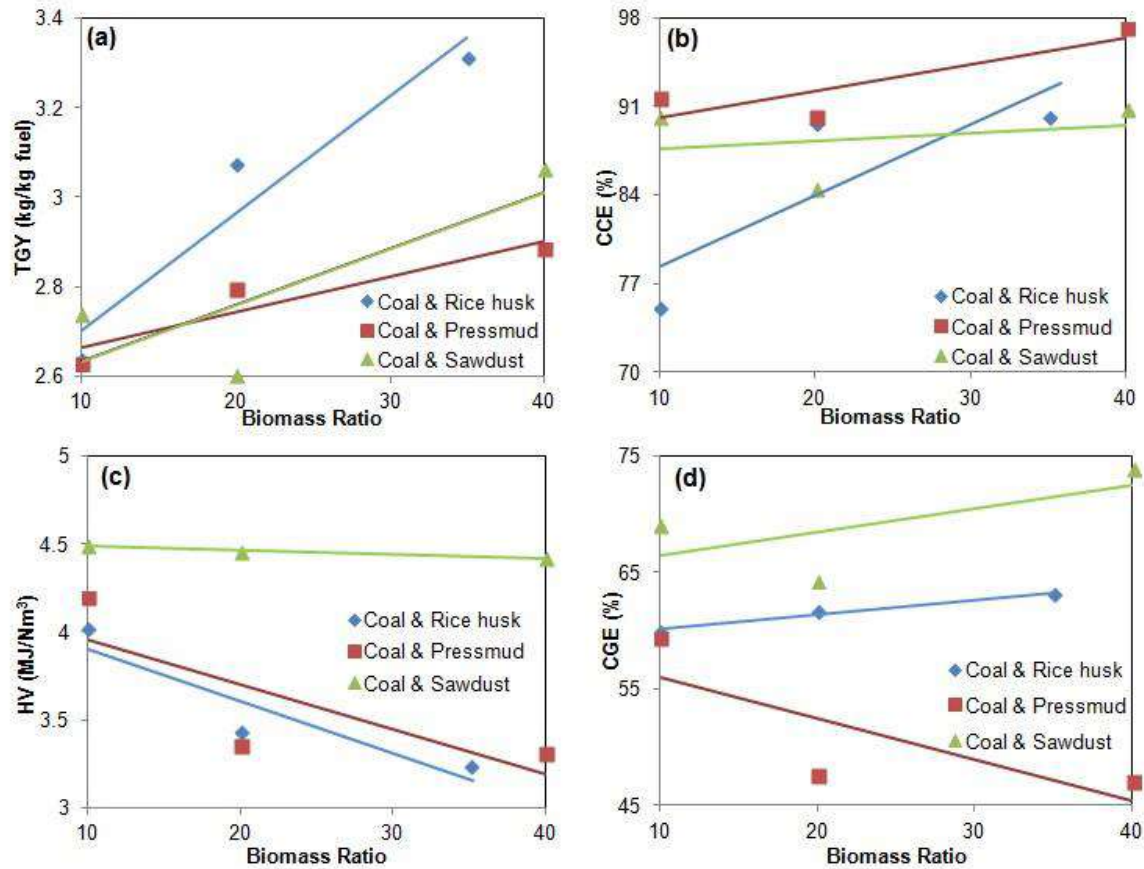 (a)
3.4
3.2
3
2.8
2.6
TGY (kg/kg fuel)
Coal & Rice husk
Coal & Pressmud
Coal & Sawdust
10 20 30 40
Biomass Ratio
(b)
98
91
84
77
70
CCE (%)
Coal & Rice husk
Coal & Pressmud
Coal & Sawdust
10 20 30 40
Biomass Ratio
(c)
5
4.5
4
3.5
3
HV (MJ/Nm³)
Coal & Rice husk
Coal & Pressmud
Coal & Sawdust
10 20 30 40
Biomass Ratio
(d)
75
65
55
45
CGE (%)
Coal & Rice husk
Coal & Pressmud
Coal & Sawdust
10 20 30 40
Biomass Ratio